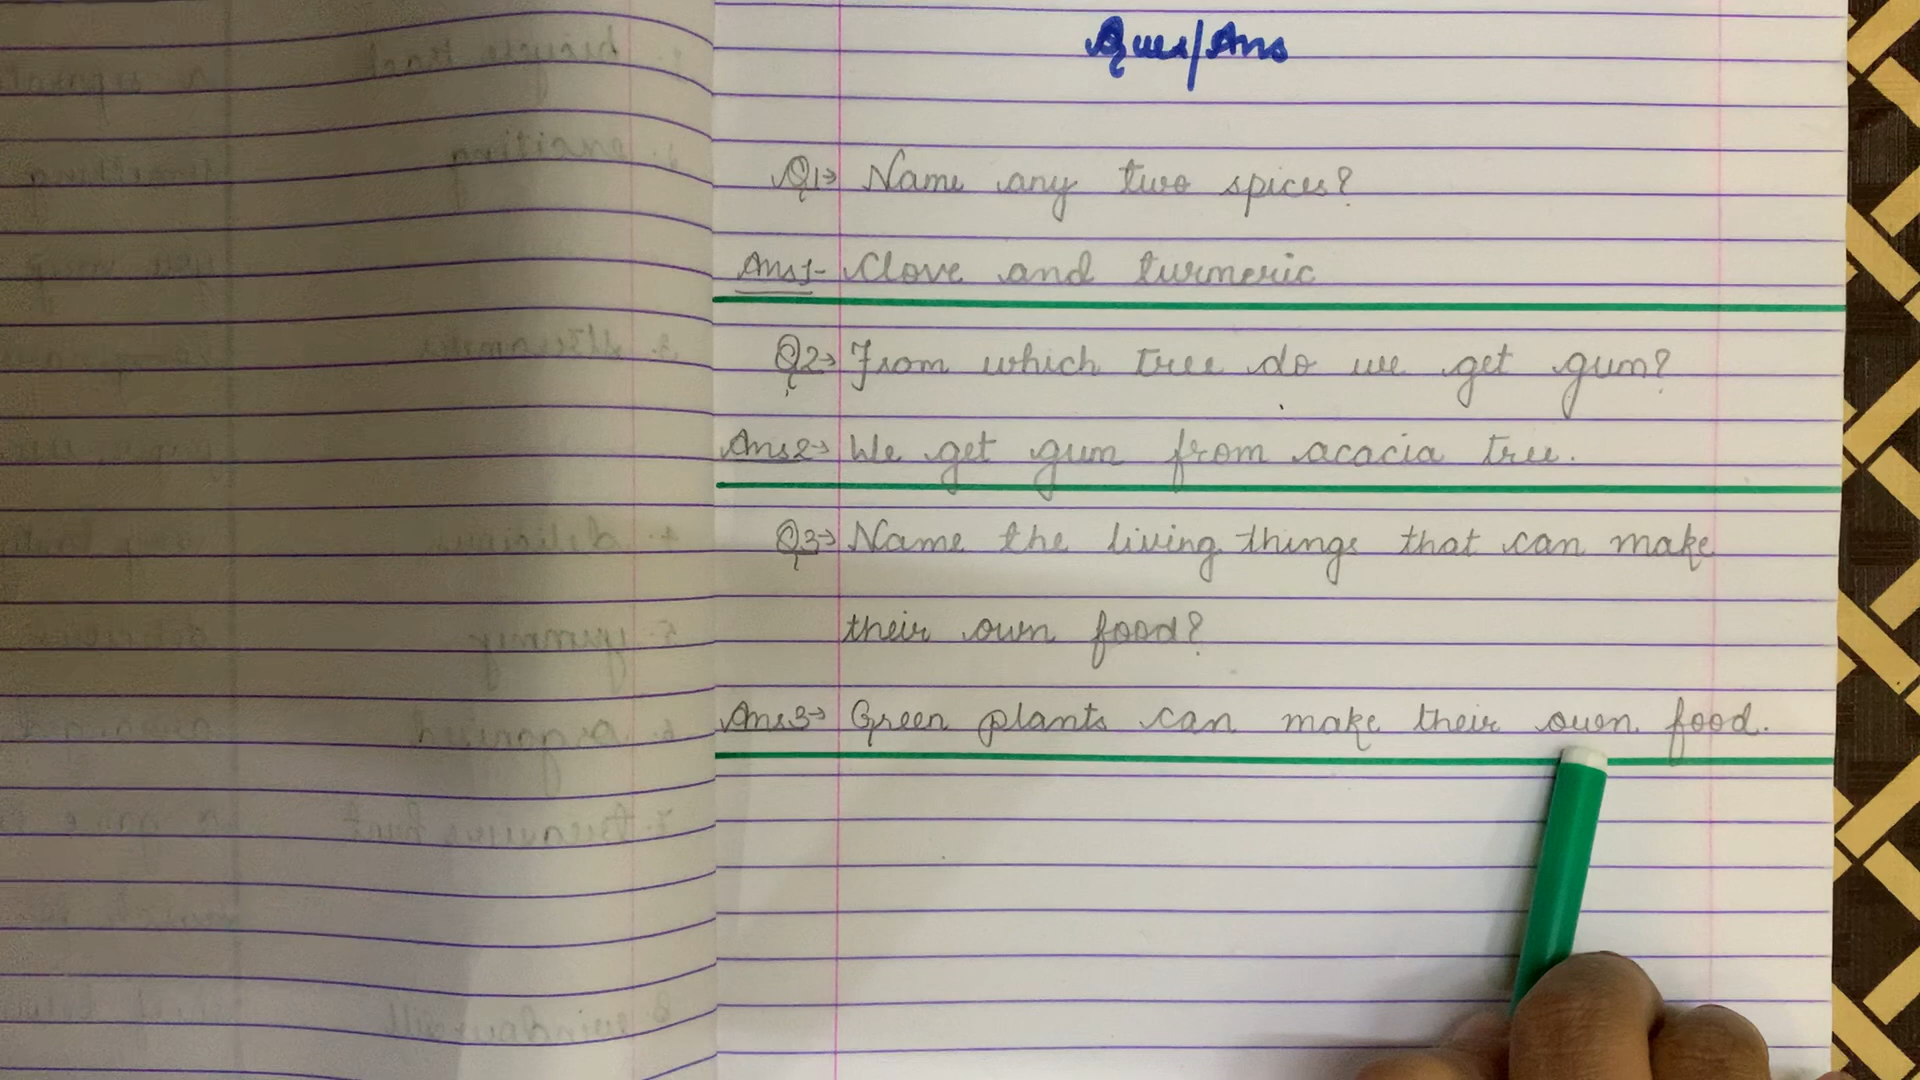 Ques/Ans
Q1→ Name any two spices?
Ans1- Clove and turmeric
Q2→ From which tree do we get gum?
Ans2→ We get gum from acacia tree.
Q3→ Name the living things that can make
their own food?
Ans3→ Green plants can make their own food.